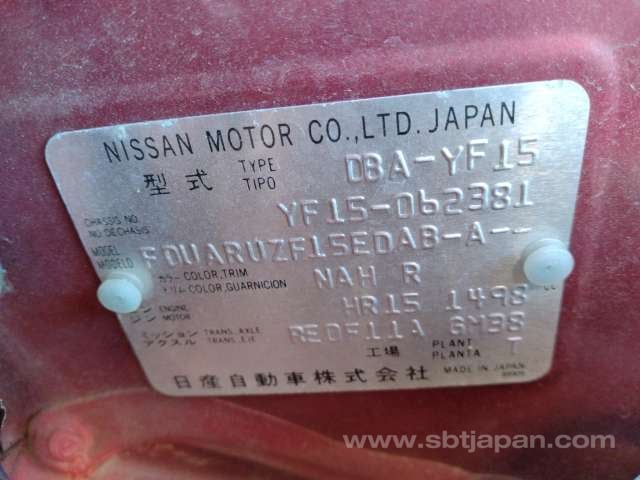 NISSAN MOTOR CO., LTD. JAPAN
型式 TYPE TIPO DBA-YF15
CHASSIS NO. NO DECHASIS YF15-062381
MODEL MODELO FDUARUZF15EDAB-A--
カラー COLOR, TRIM トリム COLOR, GUARNICION NAH R
エンジン ENGINE MOTOR HR15 1498 cc
ミッション TRANS. AXLE アクスル TRANS. EJE RE0F11A GM38
工場 PLANT PLANTA T
日産自動車株式会社 MADE IN JAPAN
www.sbtjapan.com